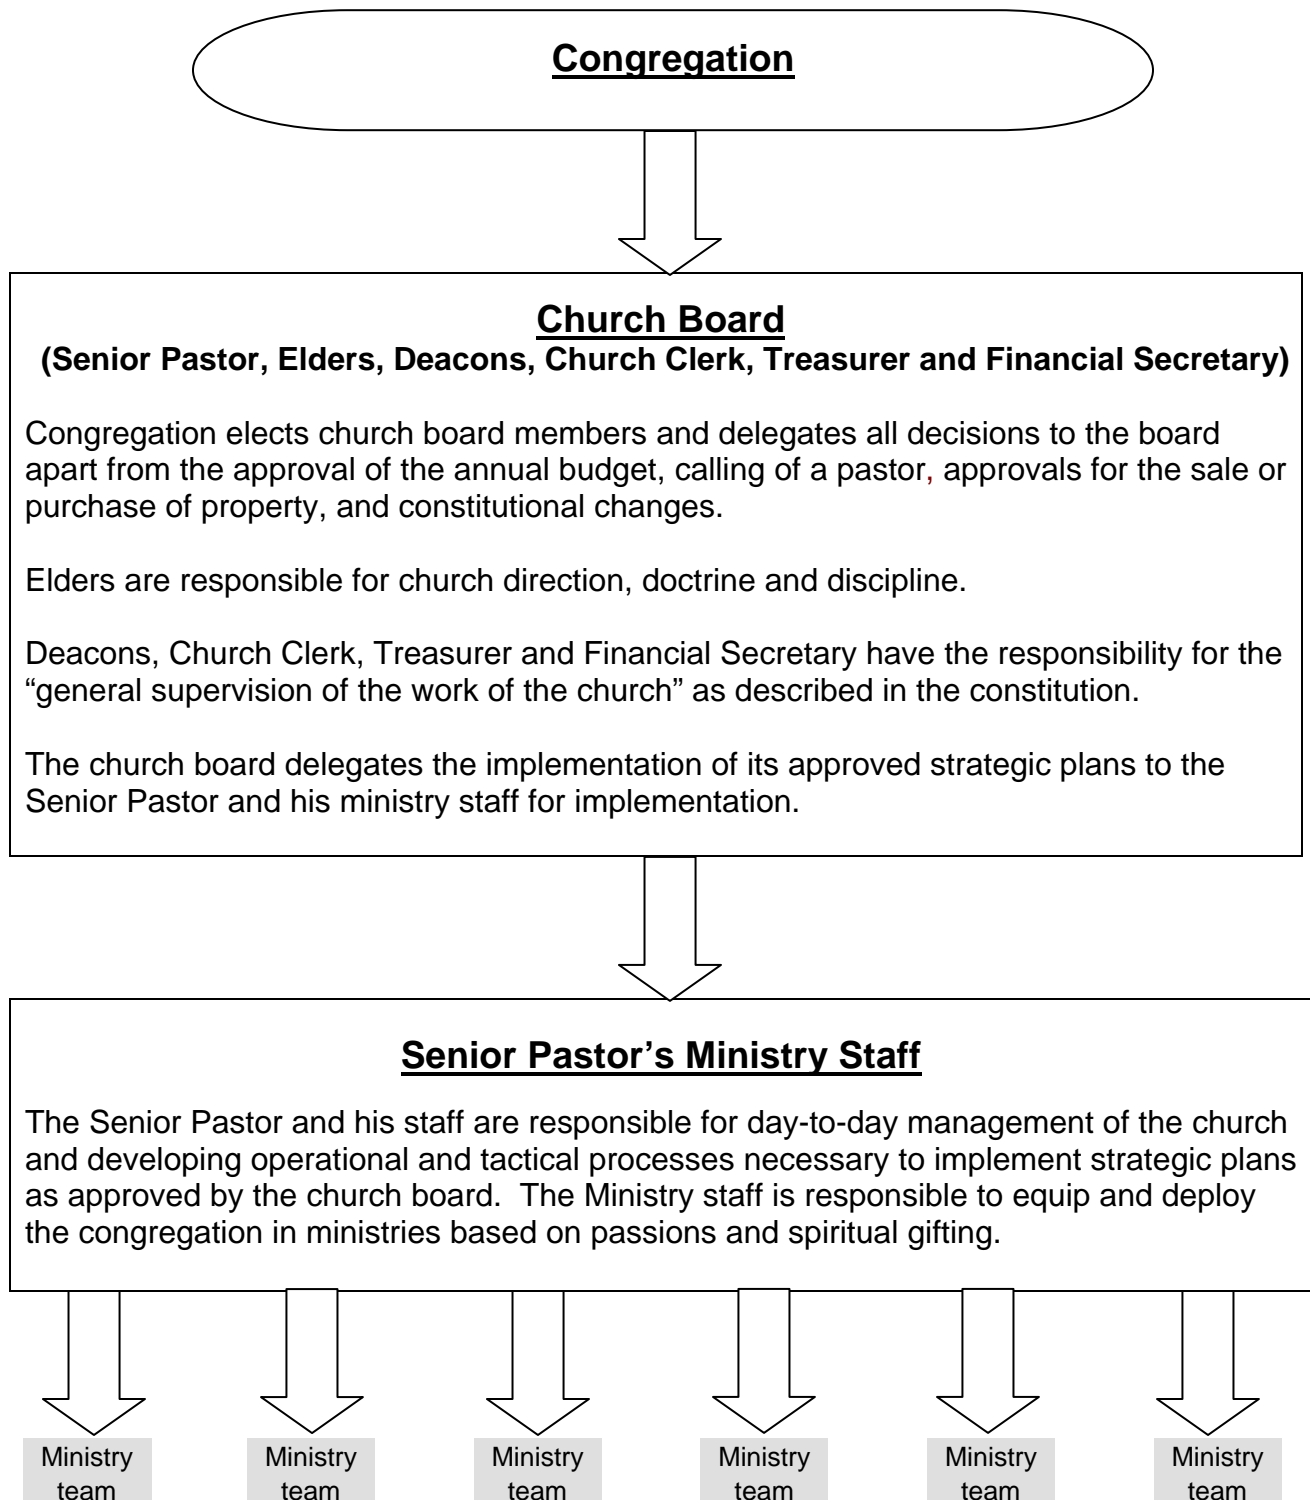 Congregation
Church Board
(Senior Pastor, Elders, Deacons, Church Clerk, Treasurer and Financial Secretary)
Congregation elects church board members and delegates all decisions to the board
apart from the approval of the annual budget, calling of a pastor, approvals for the sale or
purchase of property, and constitutional changes.
Elders are responsible for church direction, doctrine and discipline.
Deacons, Church Clerk, Treasurer and Financial Secretary have the responsibility for the
“general supervision of the work of the church” as described in the constitution.
The church board delegates the implementation of its approved strategic plans to the
Senior Pastor and his ministry staff for implementation.
Senior Pastor’s Ministry Staff
The Senior Pastor and his staff are responsible for day-to-day management of the church
and developing operational and tactical processes necessary to implement strategic plans
as approved by the church board.  The Ministry staff is responsible to equip and deploy
the congregation in ministries based on passions and spiritual gifting.
Ministry
team
Ministry
team
Ministry
team
Ministry
team
Ministry
team
Ministry
team